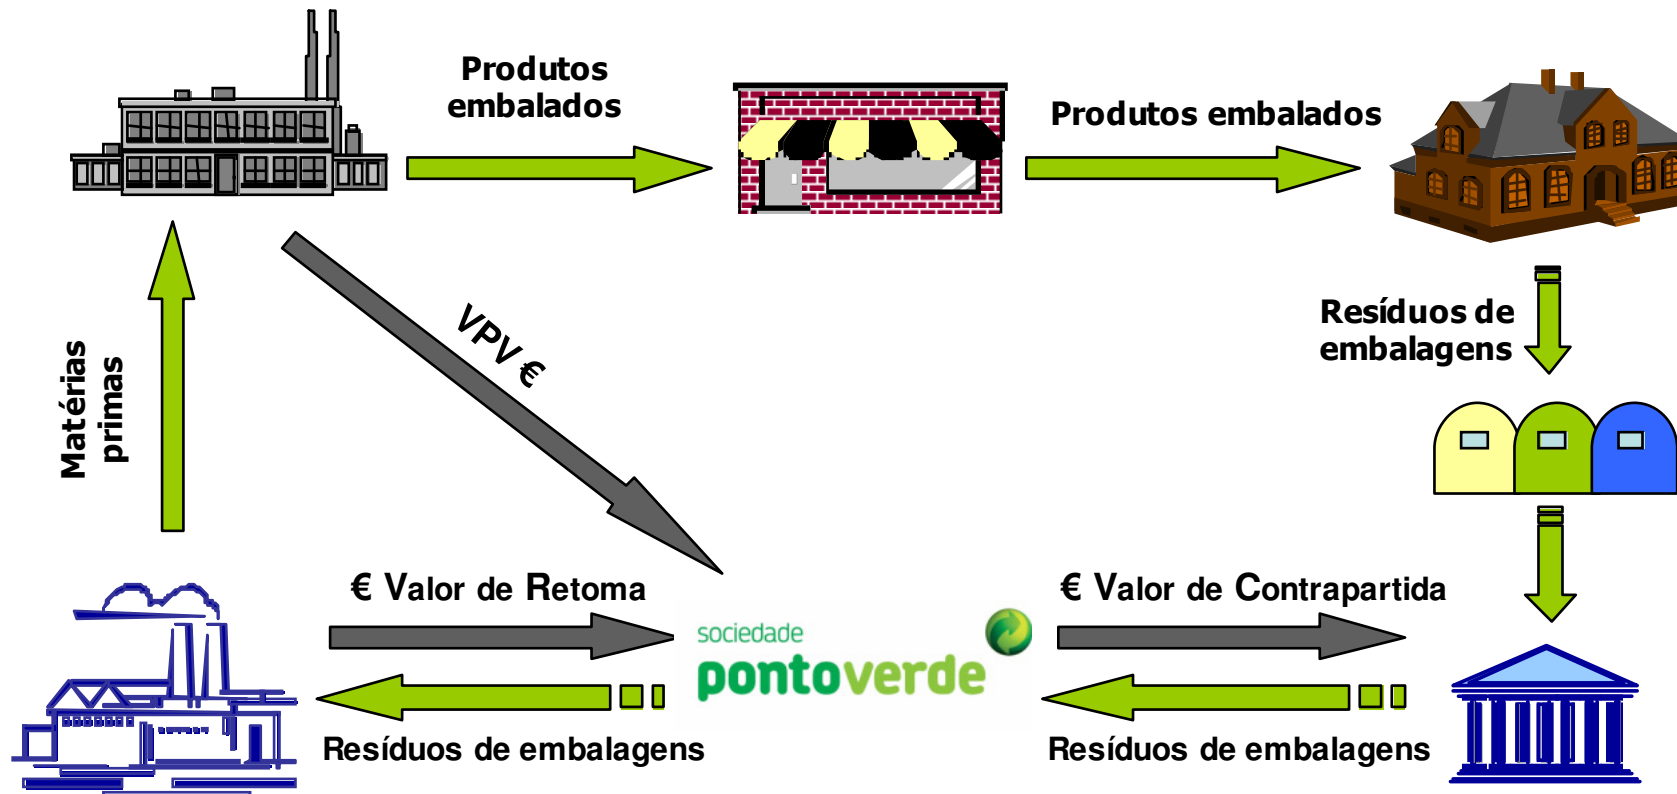 Produtos
embalados
Produtos embalados
Resíduos de
embalagens
VPV €
Matérias
primas
€ Valor de Retoma
€ Valor de Contrapartida
sociedade
pontoverde
Resíduos de embalagens
Resíduos de embalagens